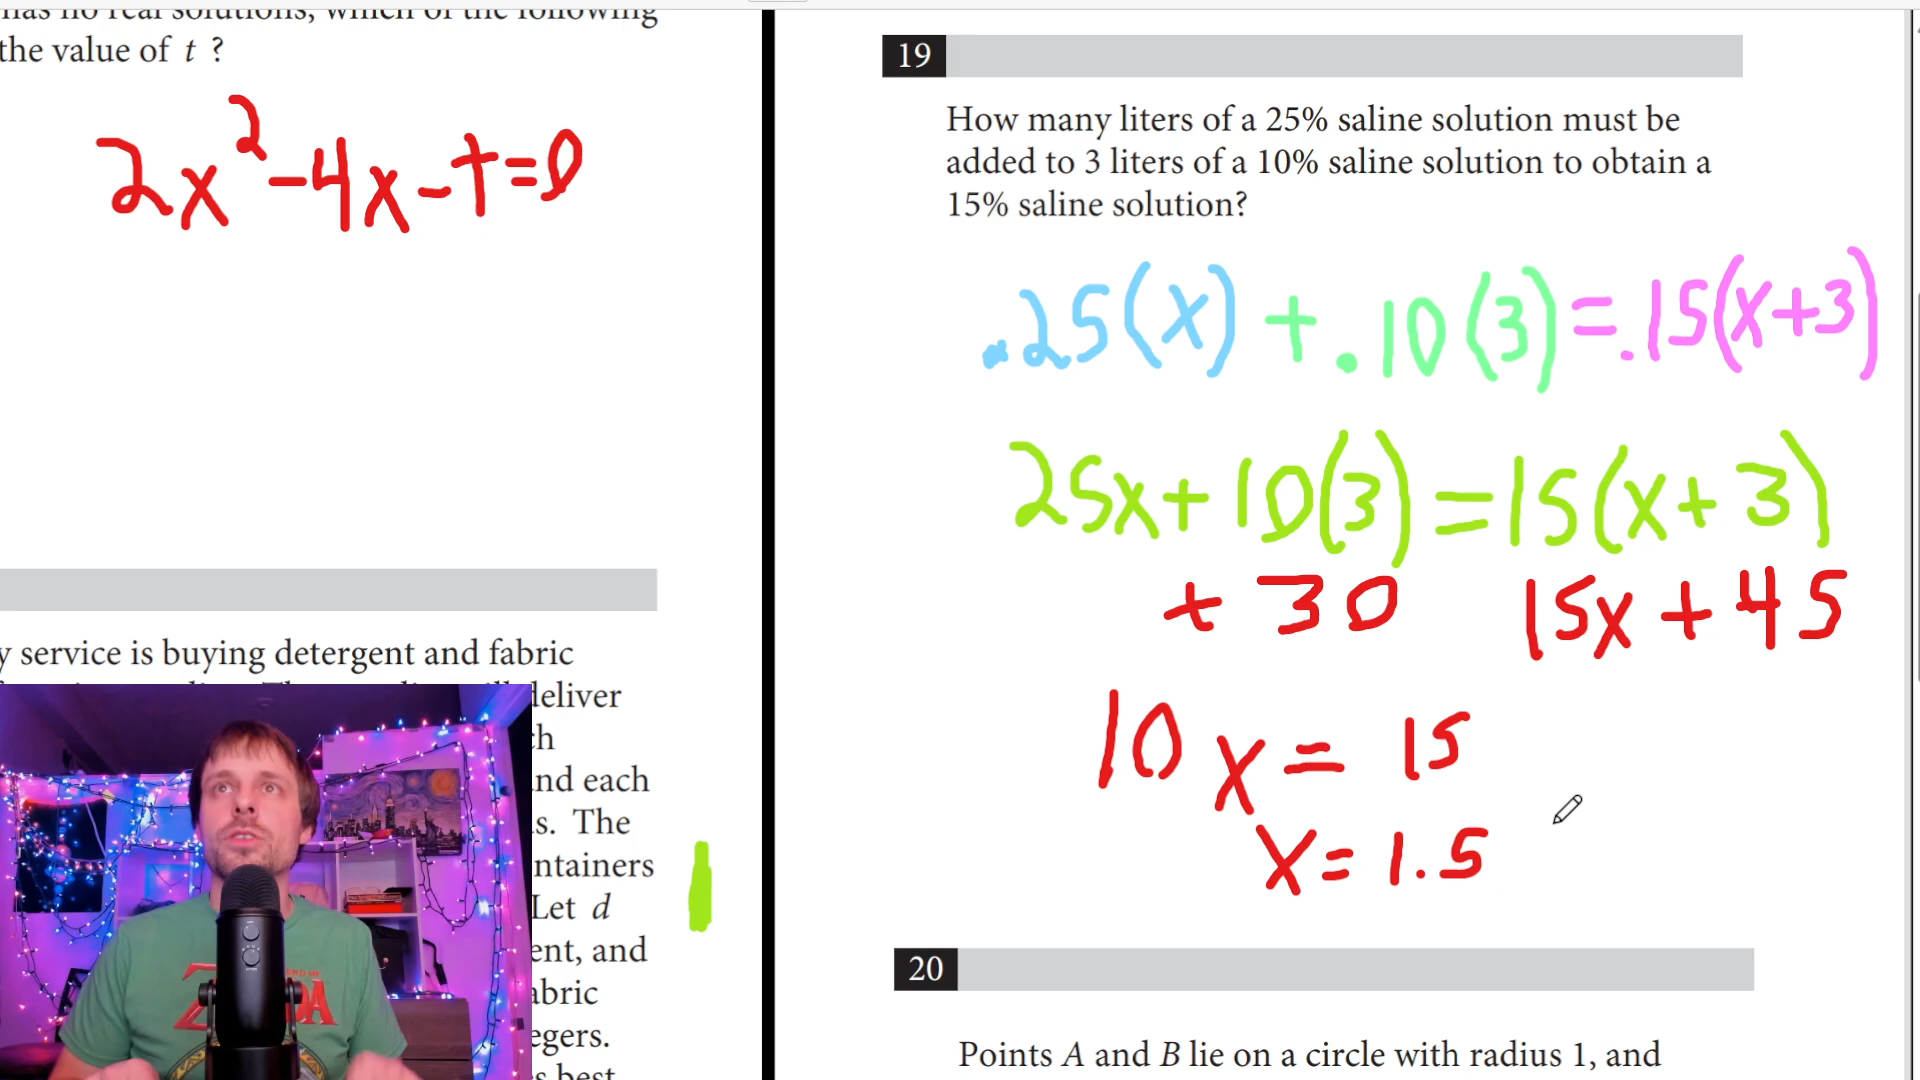 the value of t ?
2x²-4x-t=0
y service is buying detergent and fabric
deliver
ch
nd each
s. The
ntainers
Let d
ent, and
abric
egers.
s best
19
How many liters of a 25% saline solution must be
added to 3 liters of a 10% saline solution to obtain a
15% saline solution?
.25(x) + .10(3) = .15(x+3)
25x+10(3)=15(x+3)
+ 30 15x + 45
10x = 15
x = 1.5
20
Points A and B lie on a circle with radius 1, and